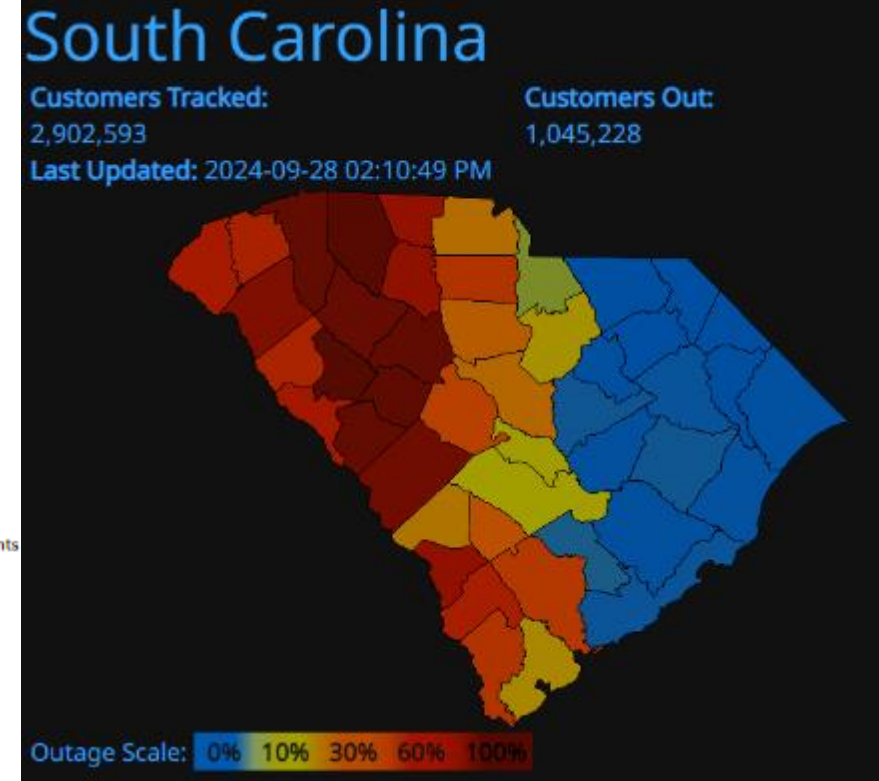 South Carolina
Customers Tracked: Customers Out:
2,902,593 1,045,228
Last Updated: 2024-09-28 02:10:49 PM
nts
Outage Scale: 0% 10% 30% 60% 100%